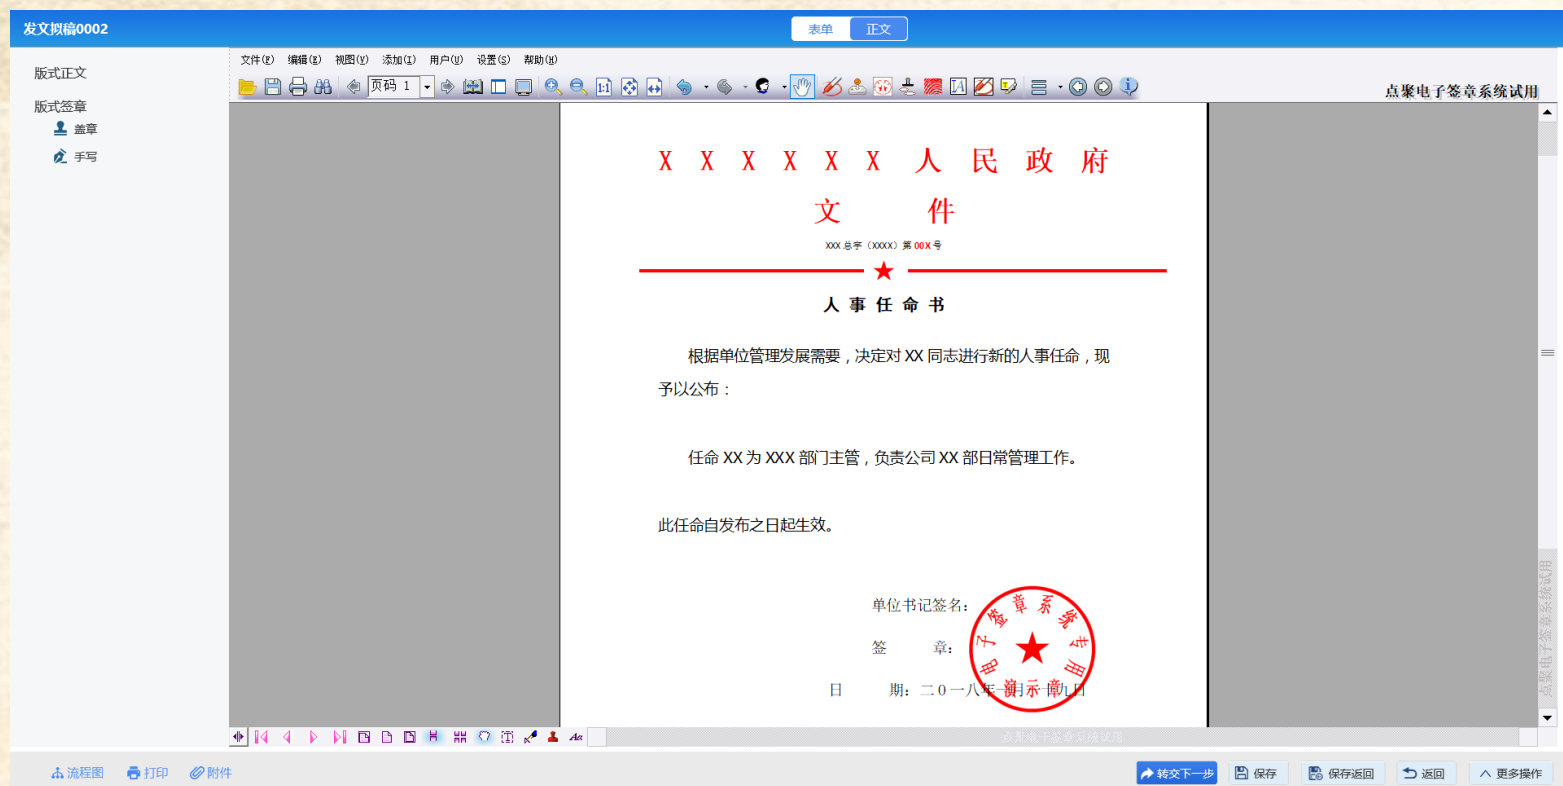 发文拟稿0002
表单 正文
版式正文
版式签章
盖章
手写
文件(F) 编辑(E) 视图(V) 添加(I) 用户(U) 设置(S) 帮助(H)
页码 1
1:1
点聚电子签章系统试用
X X X X X X 人 民 政 府
文 件
XXX 总字（XXXX）第 00X 号
人 事 任 命 书
根据单位管理发展需要，决定对 XX 同志进行新的人事任命，现
予以公布：
任命 XX 为 XXX 部门主管，负责公司 XX 部日常管理工作。
此任命自发布之日起生效。
单位书记签名：
签 章：
日 期：二 0 一八年一月
电子签章系统专用
演示章
点聚电子签章系统试用
点聚电子签章系统试用
流程图 打印 附件
转交下一步 保存 保存返回 返回 更多操作